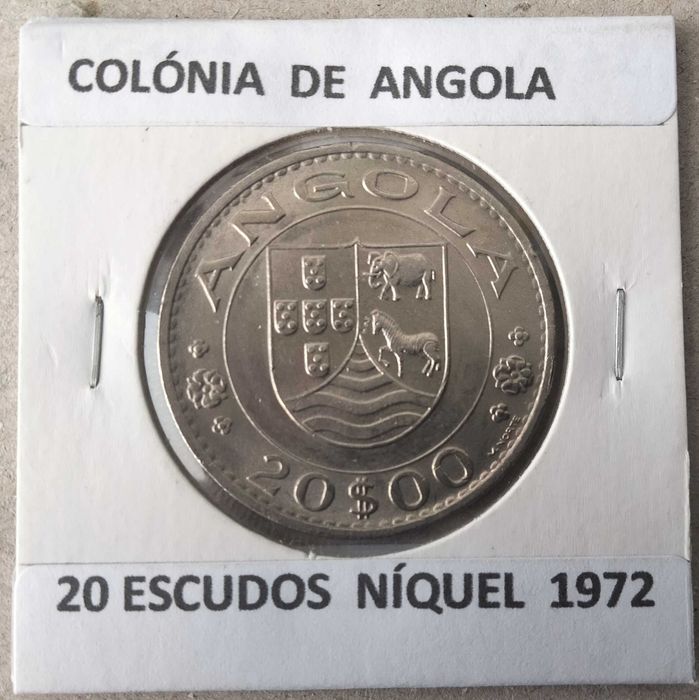 COLÓNIA DE ANGOLA
ANGOLA
20$00
20 ESCUDOS NÍQUEL 1972